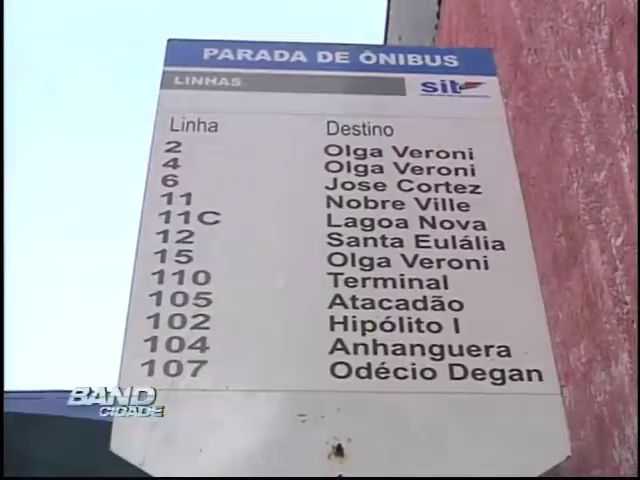 PARADA DE ÔNIBUS
LINHAS
sit
Linha Destino
2 Olga Veroni
4 Olga Veroni
6 Jose Cortez
11 Nobre Ville
11C Lagoa Nova
12 Santa Eulália
15 Olga Veroni
110 Terminal
105 Atacadão
102 Hipólito I
104 Anhanguera
107 Odécio Degan
BAND
CIDADE